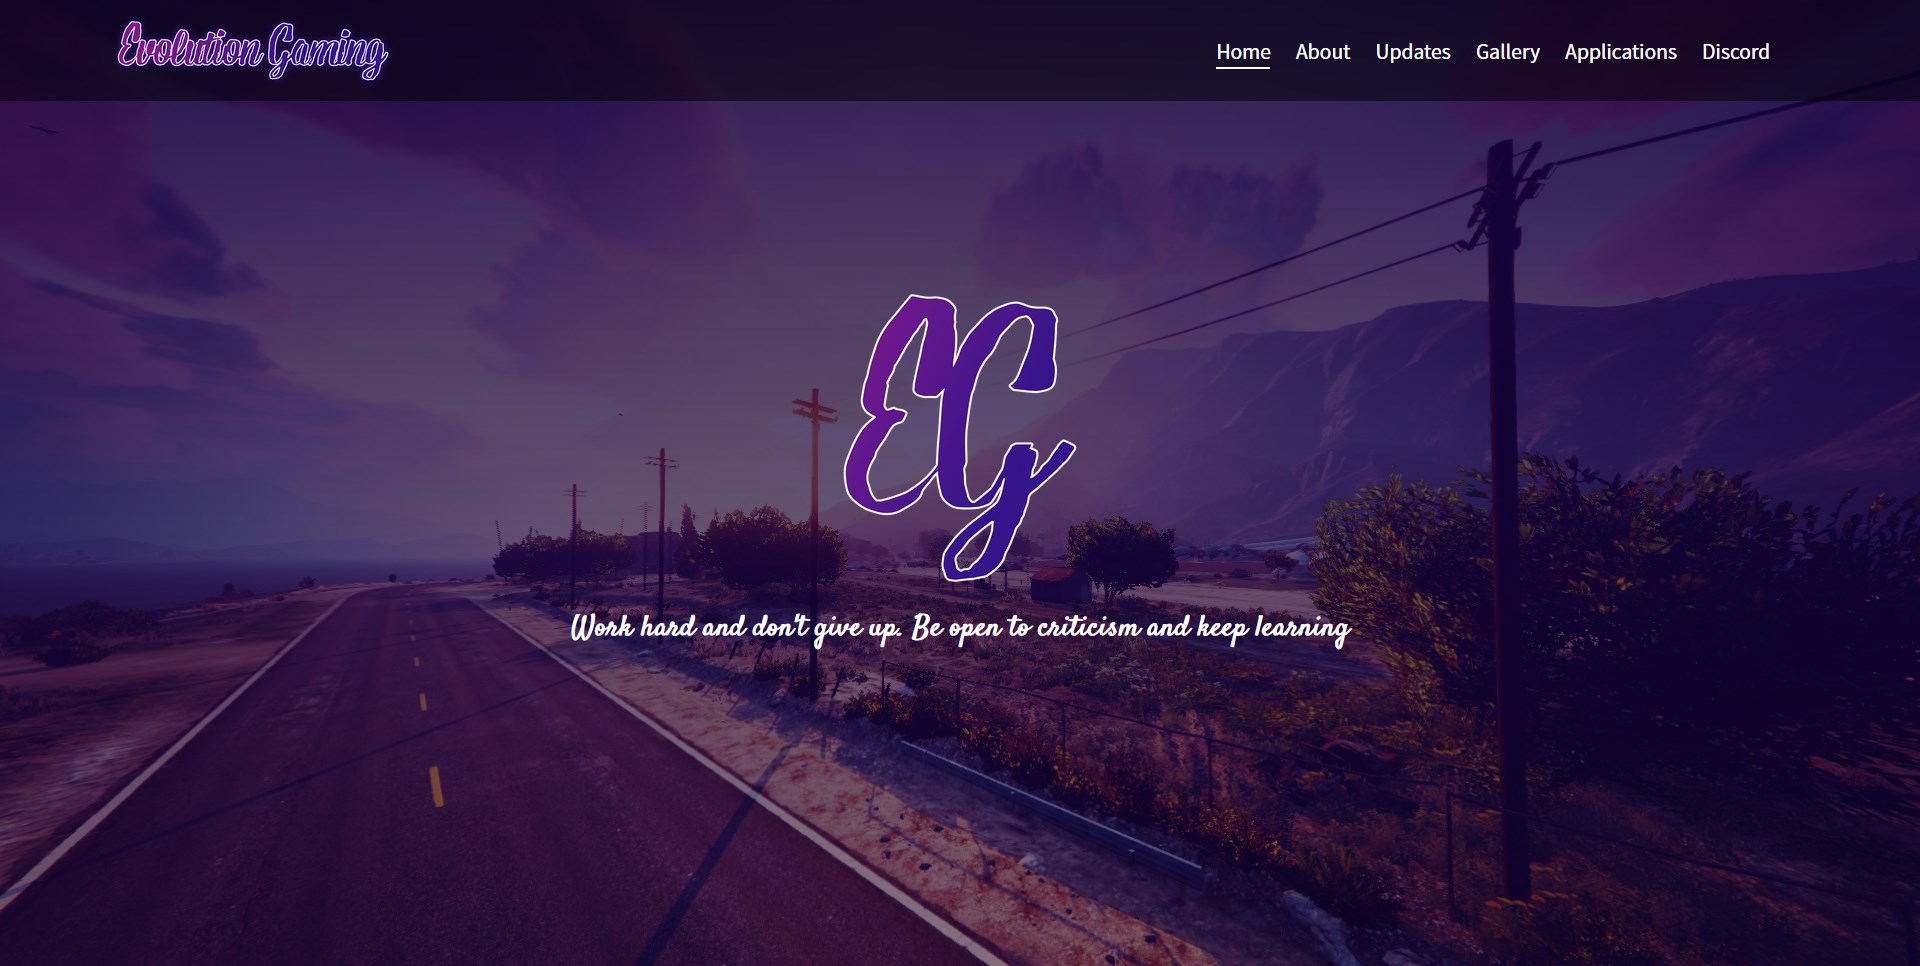 Evolution Gaming
Home About Updates Gallery Applications Discord
EG
Work hard and don't give up. Be open to criticism and keep learning